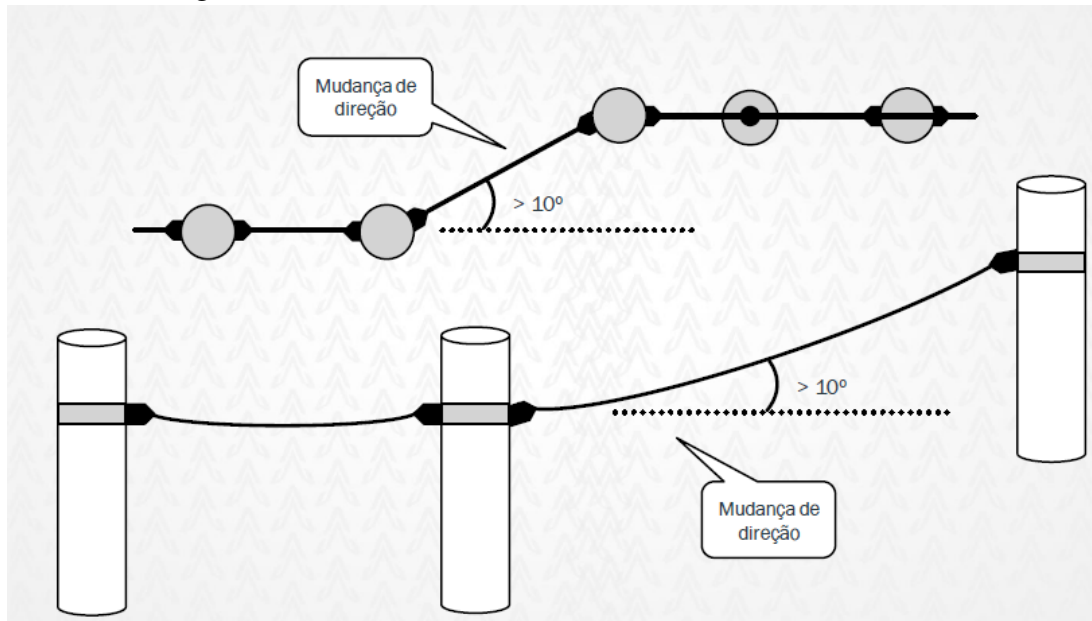 Mudança de
direção
> 10º
> 10º
Mudança de
direção